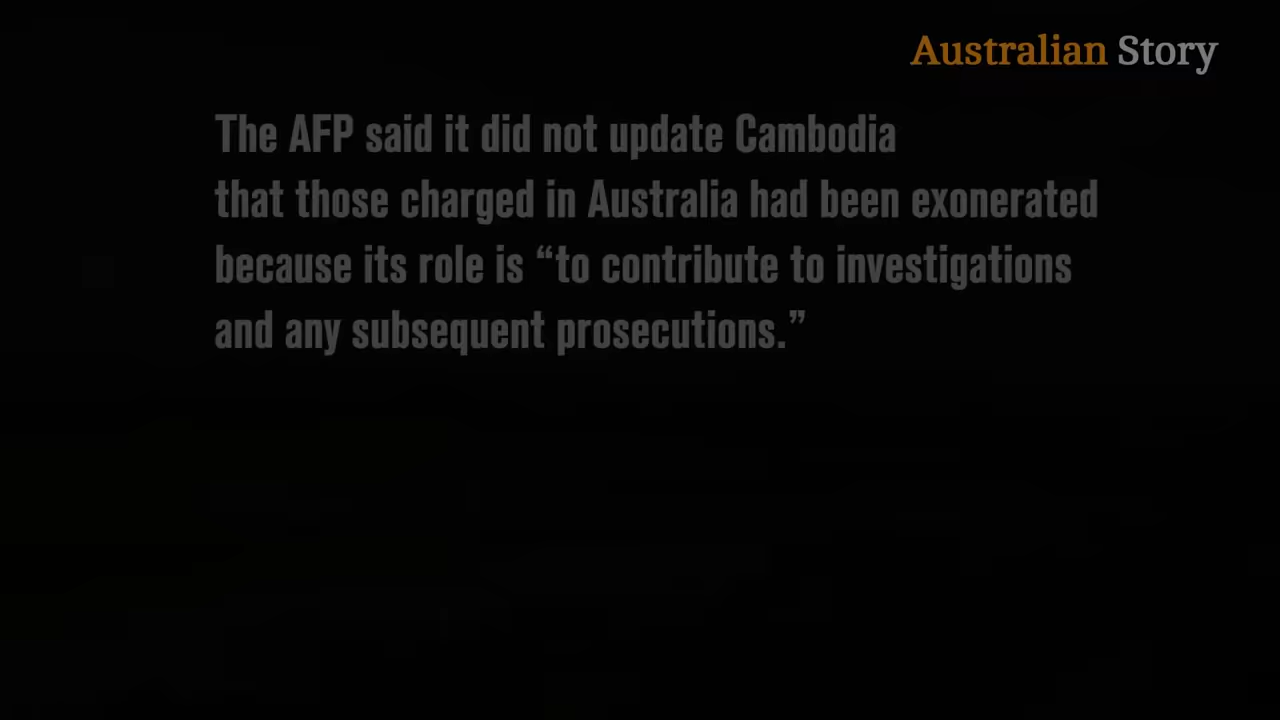 Australian Story
The AFP said it did not update Cambodia
that those charged in Australia had been exonerated
because its role is “to contribute to investigations
and any subsequent prosecutions.”